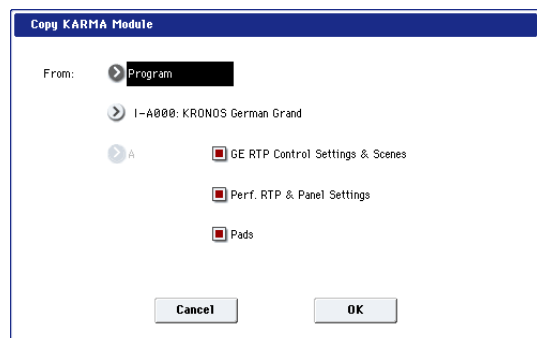 Copy KARMA Module
From: Program
I-A000: KRONOS German Grand
A GE RTP Control Settings & Scenes
Perf. RTP & Panel Settings
Pads
Cancel OK